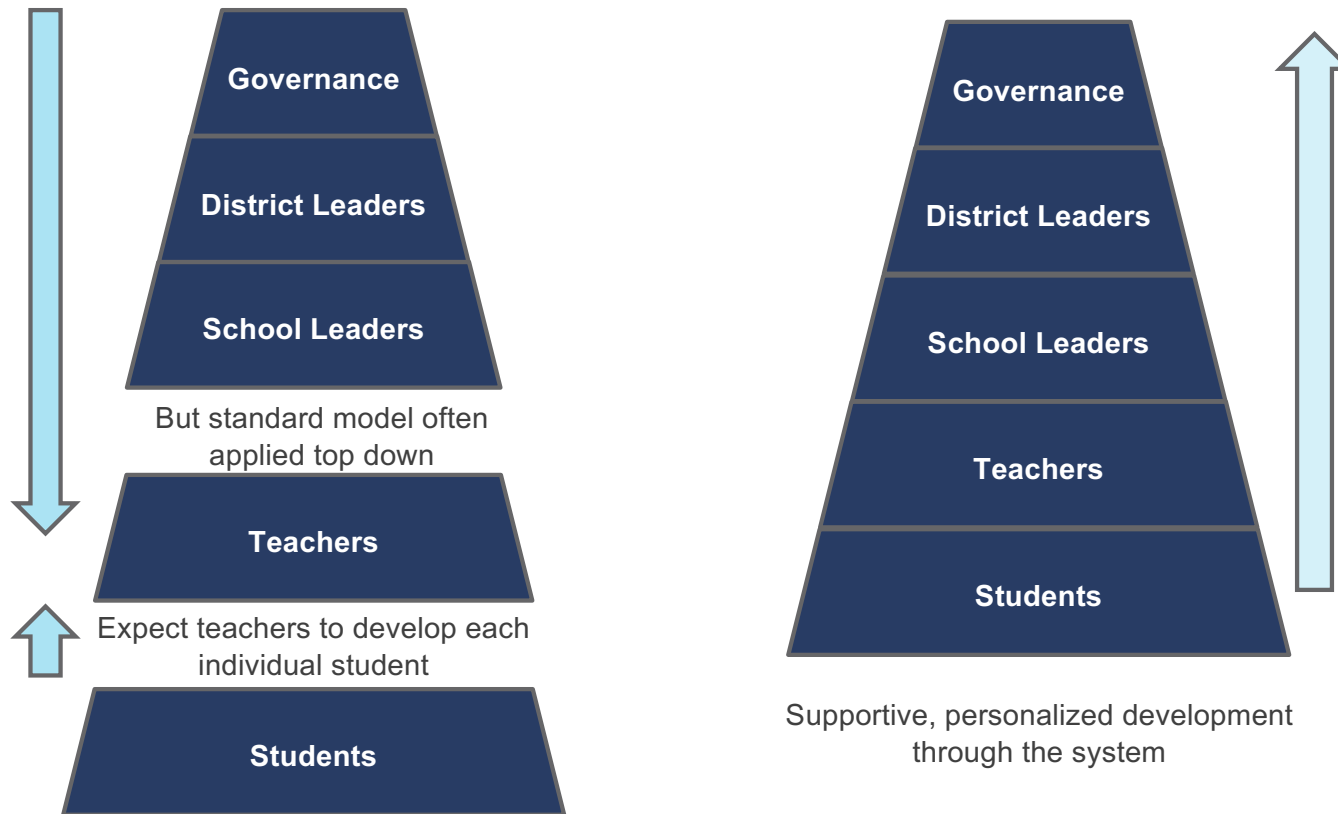 Governance
District Leaders
School Leaders
But standard model often
applied top down
Teachers
Expect teachers to develop each
individual student
Students
Governance
District Leaders
School Leaders
Teachers
Students
Supportive, personalized development
through the system